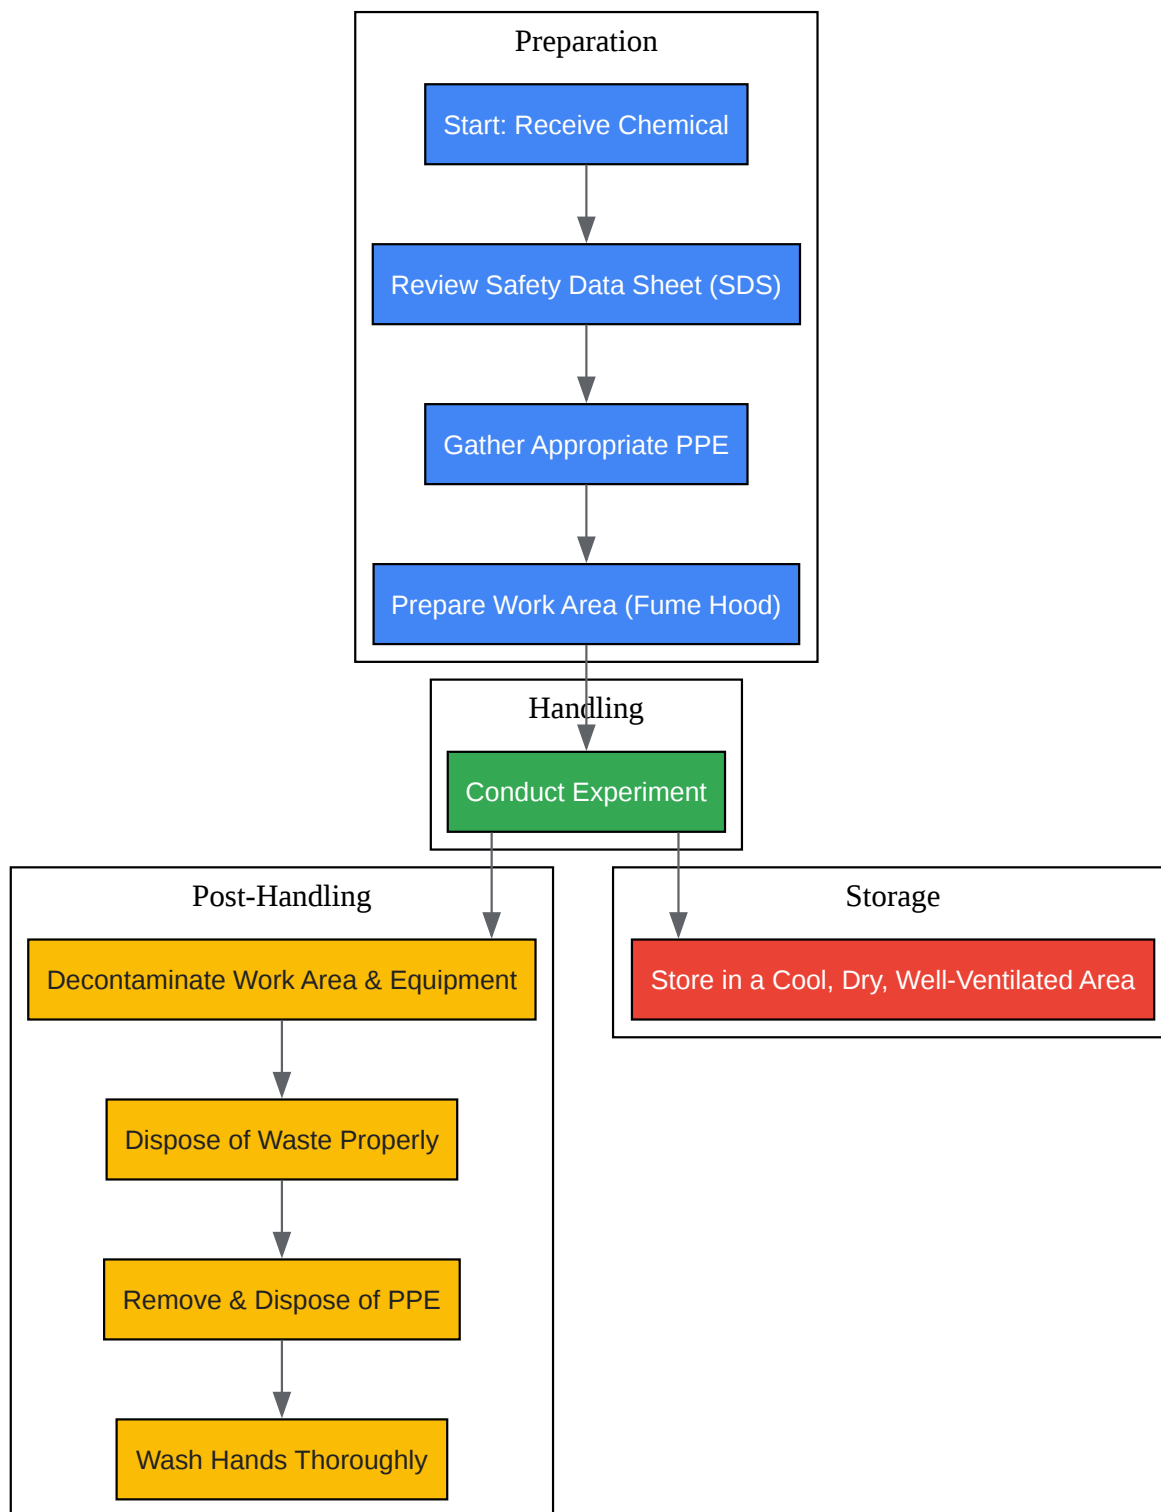 Preparation
Start: Receive Chemical
Review Safety Data Sheet (SDS)
Gather Appropriate PPE
Prepare Work Area (Fume Hood)
Handling
Conduct Experiment
Post-Handling
Decontaminate Work Area & Equipment
Dispose of Waste Properly
Remove & Dispose of PPE
Wash Hands Thoroughly
Storage
Store in a Cool, Dry, Well-Ventilated Area